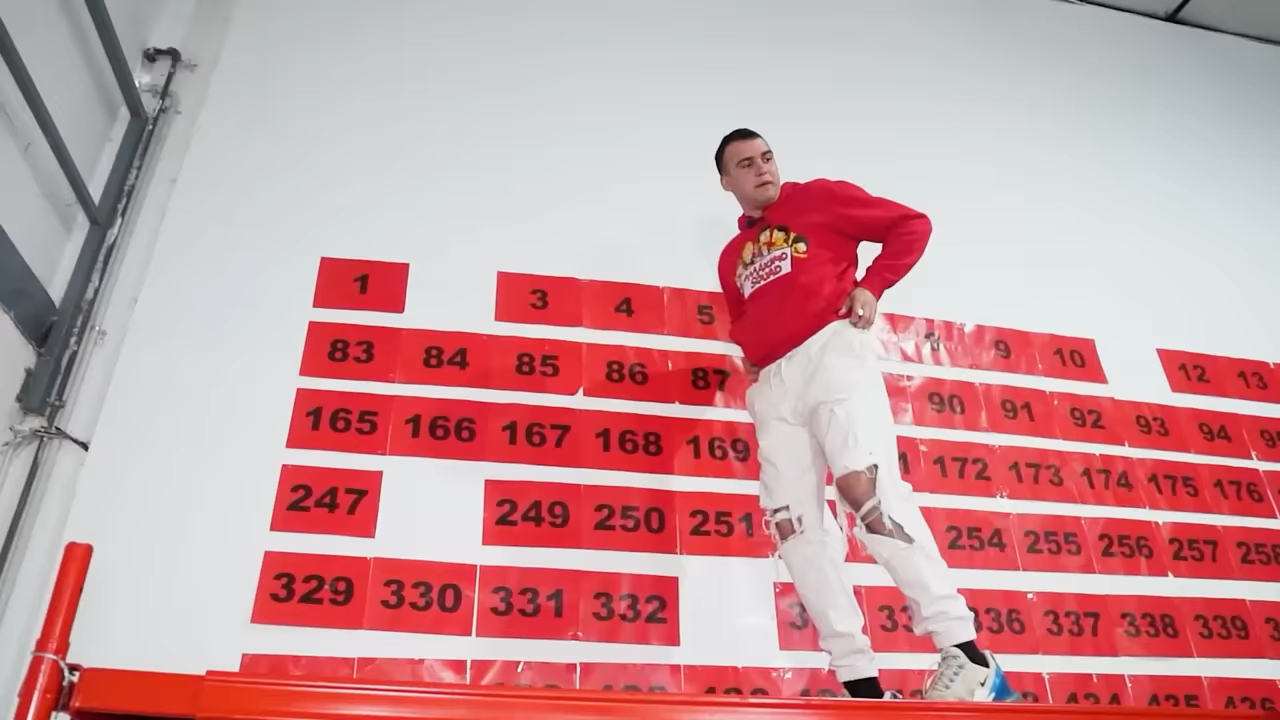 1 3 4 5 9 10 12 13
83 84 85 86 87 90 91 92 93 94
165 166 167 168 169 172 173 174 175 176
247 249 250 251 254 255 256 257 258
329 330 331 332 336 337 338 339
SQUAD